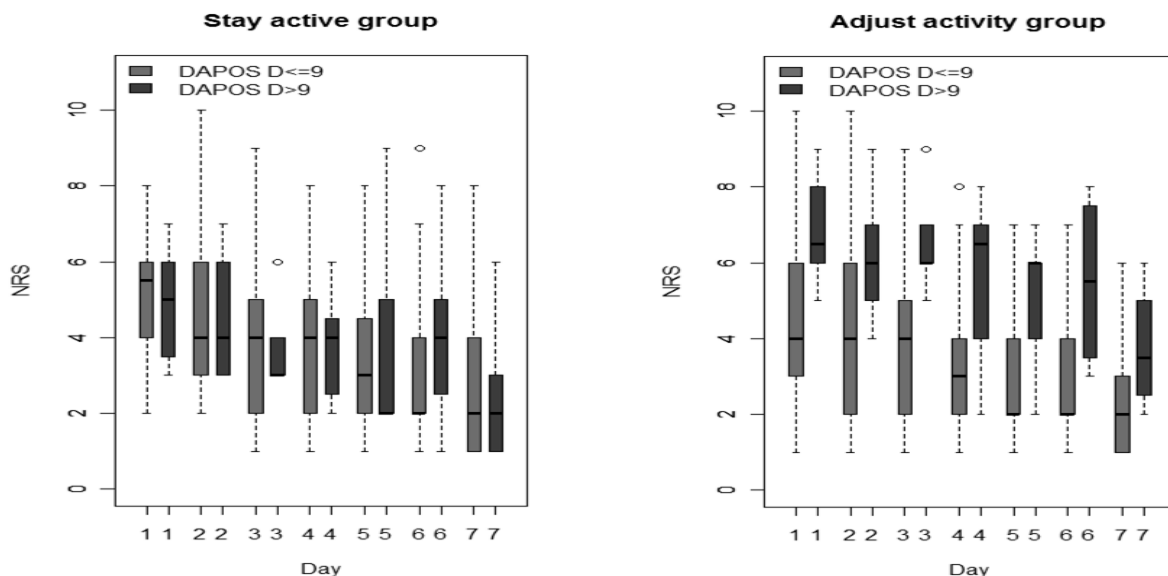 Stay active group
DAPOS D<=9
DAPOS D>9
10
8
6
4
2
0
NRS
1 1 2 2 3 3 4 4 5 5 6 6 7 7
Day
Adjust activity group
DAPOS D<=9
DAPOS D>9
10
8
6
4
2
0
NRS
1 1 2 2 3 3 4 4 5 5 6 6 7 7
Day